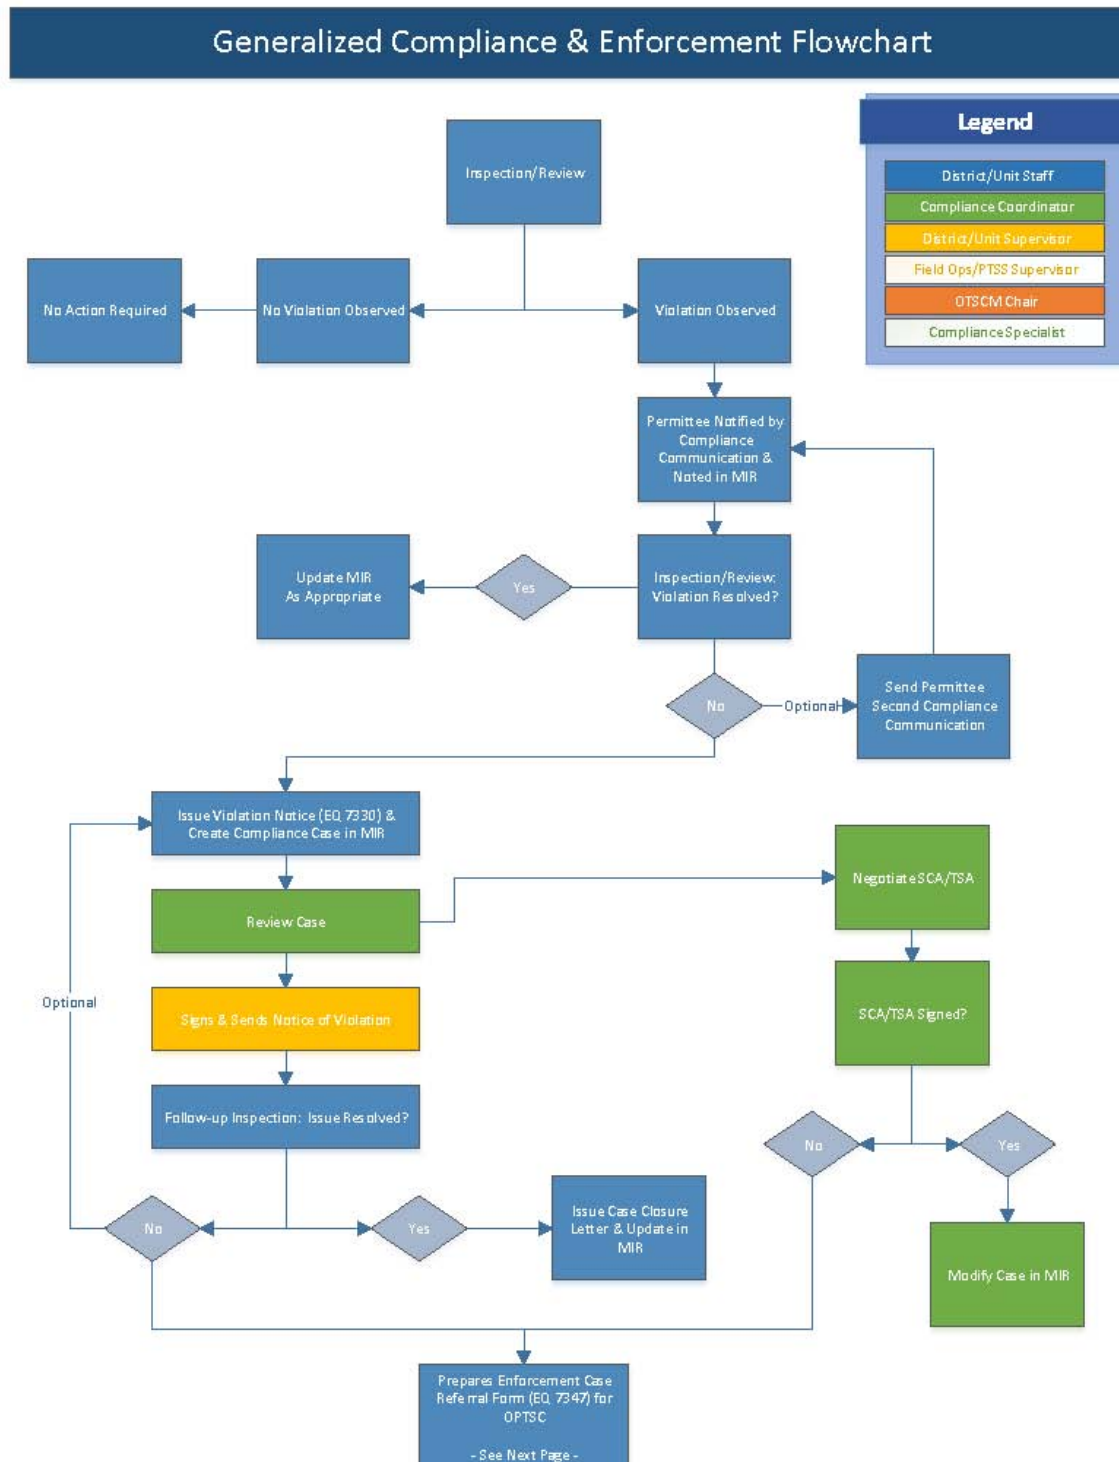 Generalized Compliance & Enforcement Flowchart
Legend
District/Unit Staff
Compliance Coordinator
District/Unit Supervisor
Field Ops/PTSS Supervisor
OTSCM Chair
Compliance Specialist
Inspection/Review
No Action Required
No Violation Observed
Violation Observed
Permittee Notified by
Compliance
Communication &
Noted in MIR
Update MIR
As Appropriate
Yes
Inspection/Review:
Violation Resolved?
No
Optional
Send Permittee
Second Compliance
Communication
Issue Violation Notice (EQ 7330) &
Create Compliance Case in MIR
Review Case
Negotiate SCA/TSA
Optional
Signs & Sends Notice of Violation
SCA/TSA Signed?
Follow-up Inspection: Issue Resolved?
No
Yes
No
Yes
Issue Case Closure
Letter & Update in
MIR
Modify Case in MIR
Prepares Enforcement Case
Referral Form (EQ 7347) for
OPTSC
- See Next Page -